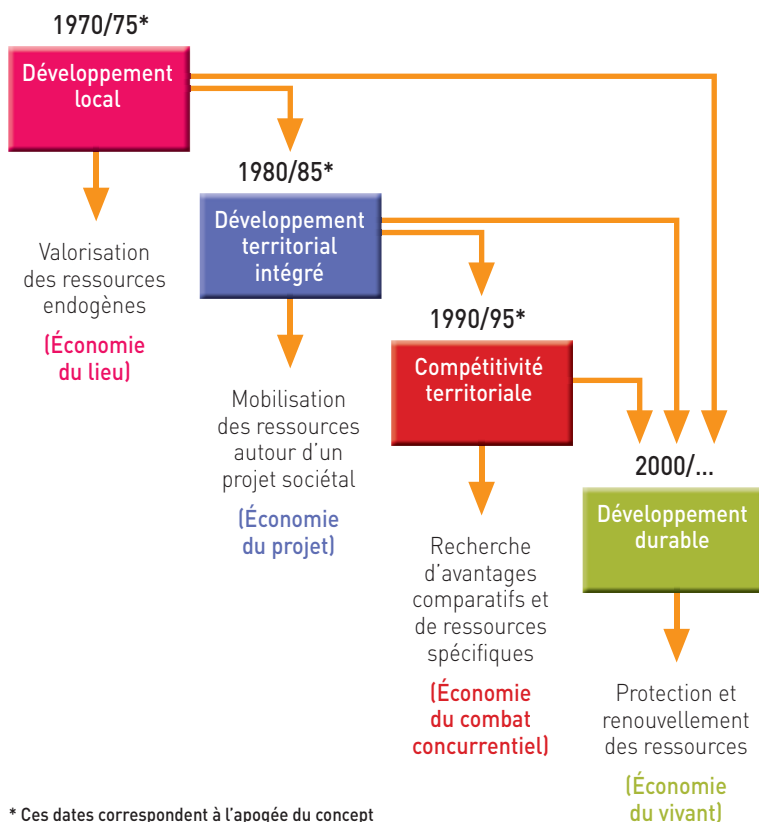 1970/75*
Développement
local
Valorisation
des ressources
endogènes
(Économie
du lieu)
1980/85*
Développement
territorial
intégré
Mobilisation
des ressources
autour d'un
projet sociétal
(Économie
du projet)
1990/95*
Compétitivité
territoriale
Recherche
d'avantages
comparatifs et
de ressources
spécifiques
(Économie
du combat
concurrentiel)
2000/...
Développement
durable
Protection et
renouvellement
des ressources
(Économie
du vivant)
* Ces dates correspondent à l'apogée du concept